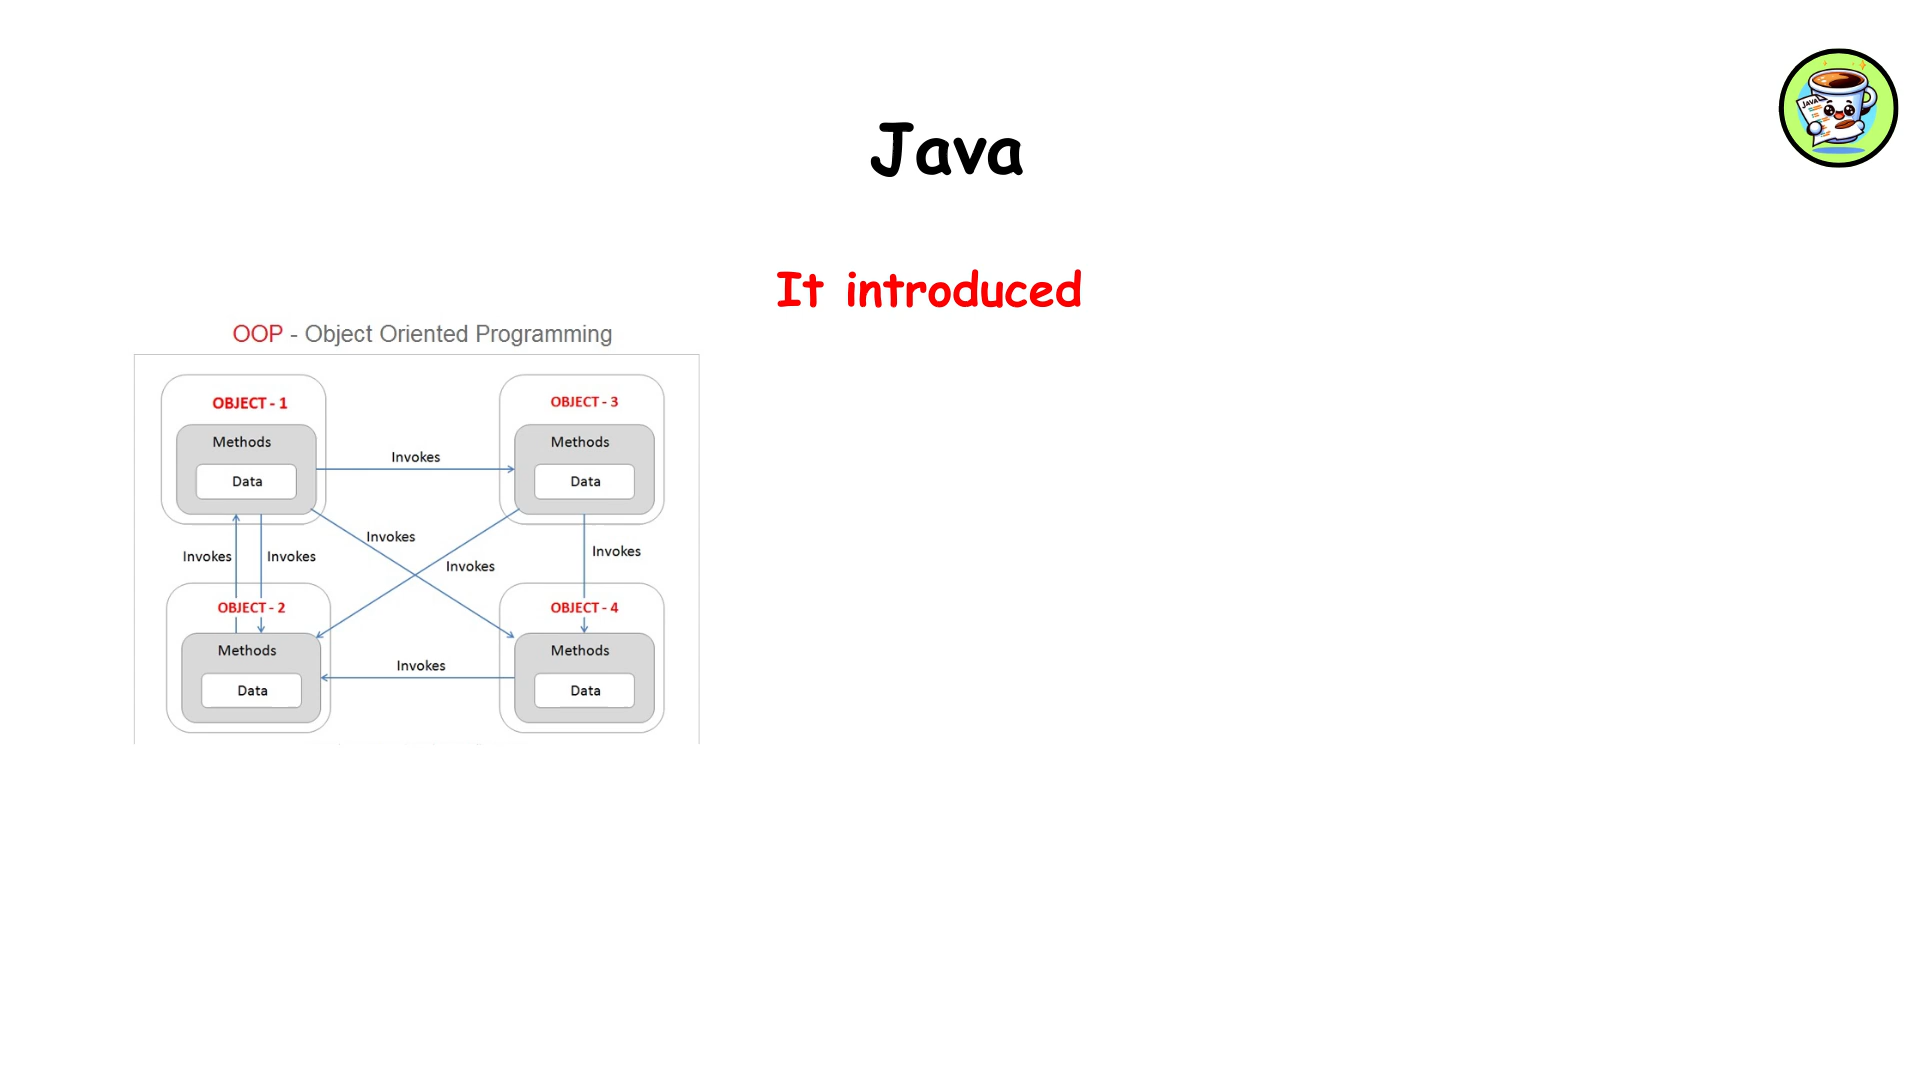 JAVA
Java
It introduced
OOP - Object Oriented Programming
OBJECT - 1
OBJECT - 3
Methods
Methods
Invokes
Data
Data
Invokes
Invokes
Invokes
Invokes
Invokes
OBJECT - 2
OBJECT - 4
Methods
Methods
Invokes
Data
Data